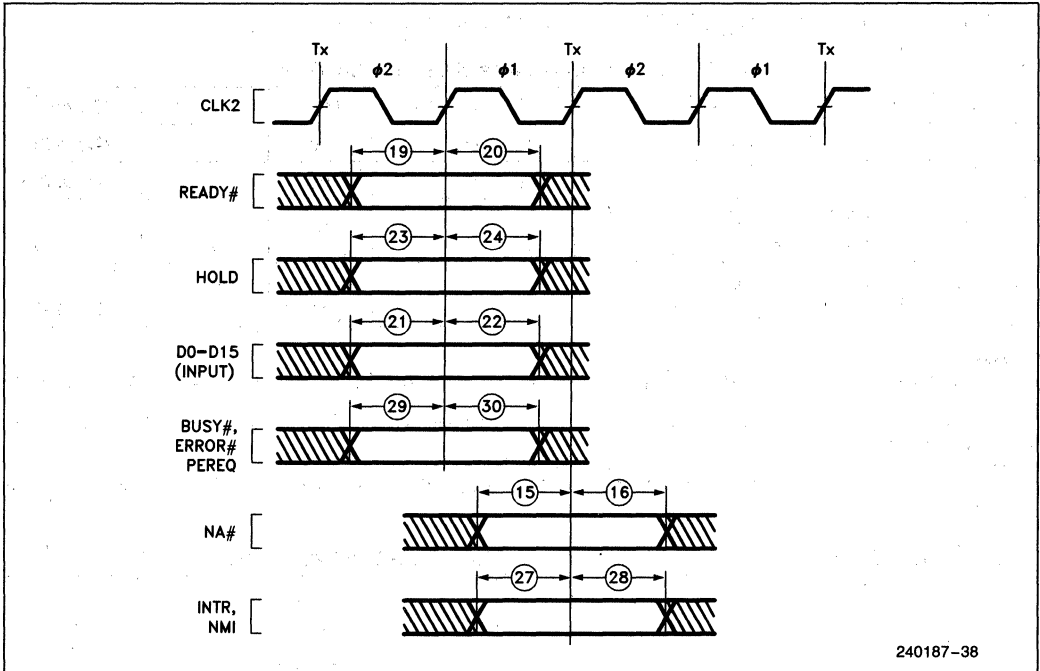 Tx Tx Tx
φ2 φ1 φ2 φ1
CLK2
19 20
READY#
23 24
HOLD
21 22
D0–D15
(INPUT)
29 30
BUSY#,
ERROR#
PEREQ
15 16
NA#
27 28
INTR,
NMI
240187–38